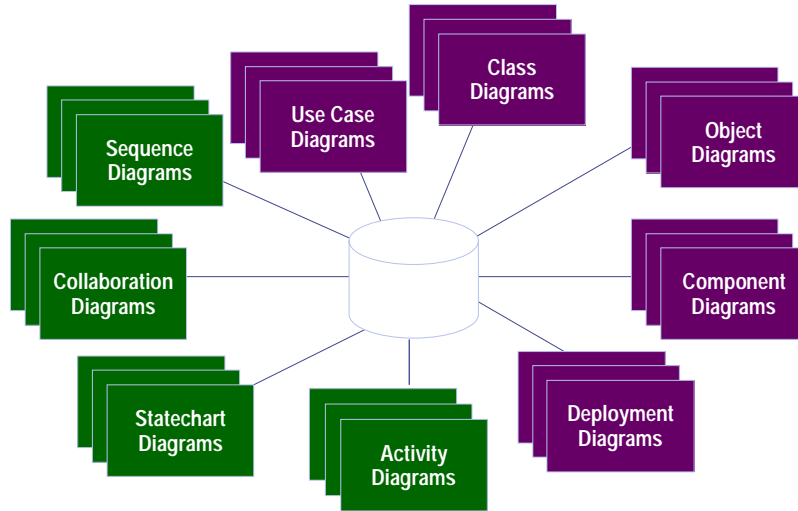 Class
Diagrams
Use Case
Diagrams
Object
Diagrams
Sequence
Diagrams
Collaboration
Diagrams
Component
Diagrams
Statechart
Diagrams
Deployment
Diagrams
Activity
Diagrams